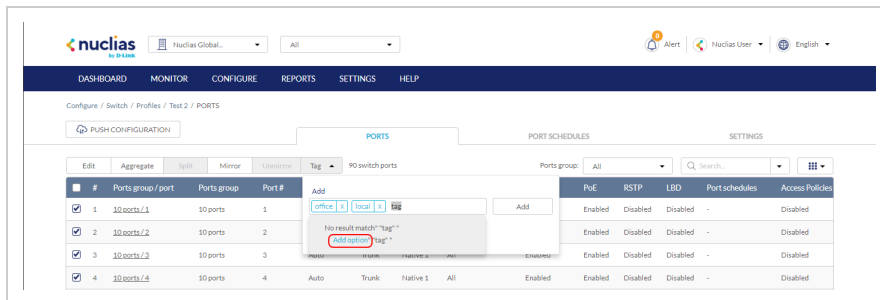 nuclias
by D-Link
Nuclias Global...
All
Alert
Nuclias User
English
DASHBOARD MONITOR CONFIGURE REPORTS SETTINGS HELP
Configure / Switch / Profiles / Test 2 / PORTS
PUSH CONFIGURATION
PORTS PORT SCHEDULES SETTINGS
Edit Aggregate Split Mirror Unmirror Tag 90 switch ports Ports group: All Search...
# Ports group / port Ports group Port # PoE RSTP LBD Port schedules Access Policies
Add
office x local x tag Add
No result match" "tag" "
Add option" "tag" "
1 10 ports / 1 10 ports 1 Enabled Disabled Disabled - Disabled
2 10 ports / 2 10 ports 2 Enabled Disabled Disabled - Disabled
3 10 ports / 3 10 ports 3 Auto Trunk Native 1 All Enabled Enabled Disabled Disabled - Disabled
4 10 ports / 4 10 ports 4 Auto Trunk Native 1 All Enabled Enabled Disabled Disabled - Disabled